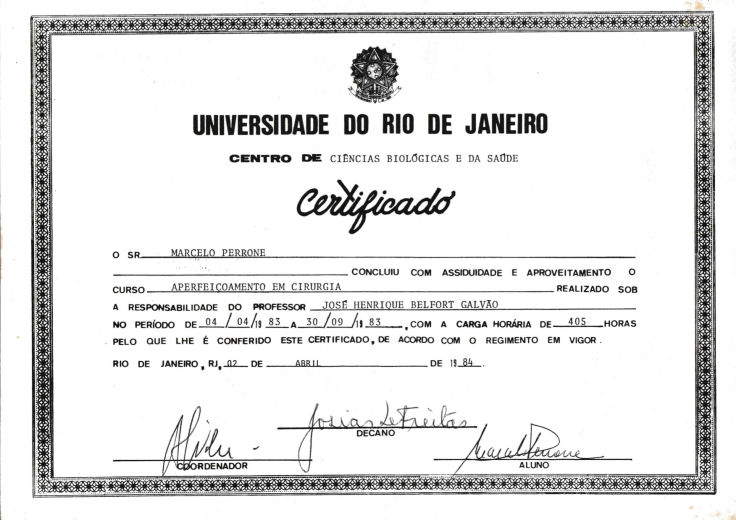 UNIVERSIDADE DO RIO DE JANEIRO
CENTRO DE CIÊNCIAS BIOLÓGICAS E DA SAÚDE
Certificado
O SR. MARCELO PERRONE
CONCLUIU COM ASSIDUIDADE E APROVEITAMENTO O
CURSO APERFEIÇOAMENTO EM CIRURGIA REALIZADO SOB
A RESPONSABILIDADE DO PROFESSOR JOSÉ HENRIQUE BELFORT GALVÃO
NO PERÍODO DE 04 / 04 / 19 83 A 30 / 09 / 19 83, COM A CARGA HORÁRIA DE 405 HORAS
PELO QUE LHE É CONFERIDO ESTE CERTIFICADO, DE ACORDO COM O REGIMENTO EM VIGOR.
RIO DE JANEIRO, RJ, 02 DE ABRIL DE 19 84.
Josias de Freitas
DECANO
COORDENADOR
Marcelo Perrone
ALUNO